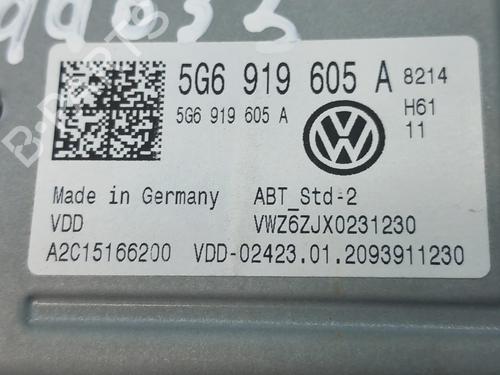 5G6 919 605 A 8214
5G6 919 605 A
H61
11
Made in Germany ABT_Std-2
VDD VWZ6ZJX0231230
A2C15166200 VDD-02423.01.2093911230
B-PARTS